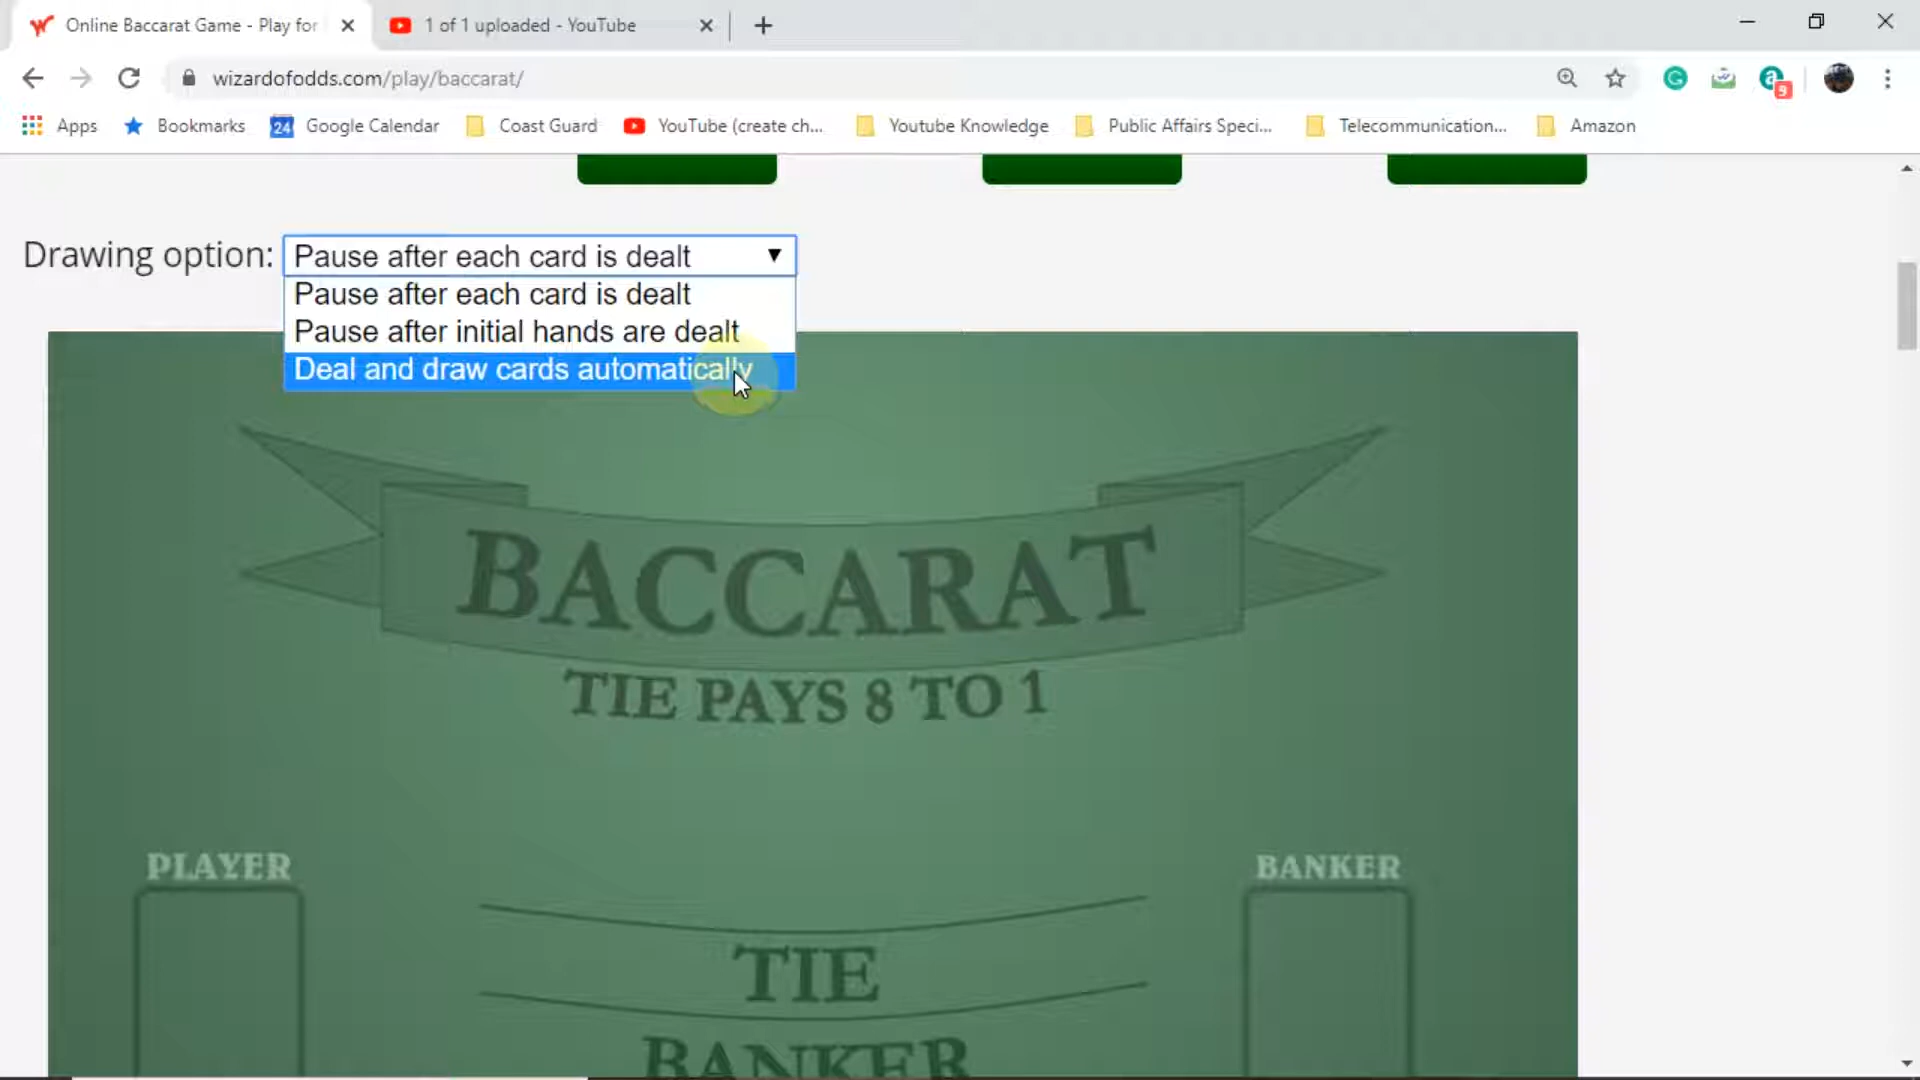 Online Baccarat Game - Play for
1 of 1 uploaded - YouTube
wizardofodds.com/play/baccarat/
9
Apps
Bookmarks
24
Google Calendar
Coast Guard
YouTube (create ch...
Youtube Knowledge
Public Affairs Speci...
Telecommunication...
Amazon
Drawing option:
Pause after each card is dealt
Pause after each card is dealt
Pause after initial hands are dealt
Deal and draw cards automatically
BACCARAT
TIE PAYS 8 TO 1
PLAYER
BANKER
TIE
BANKER